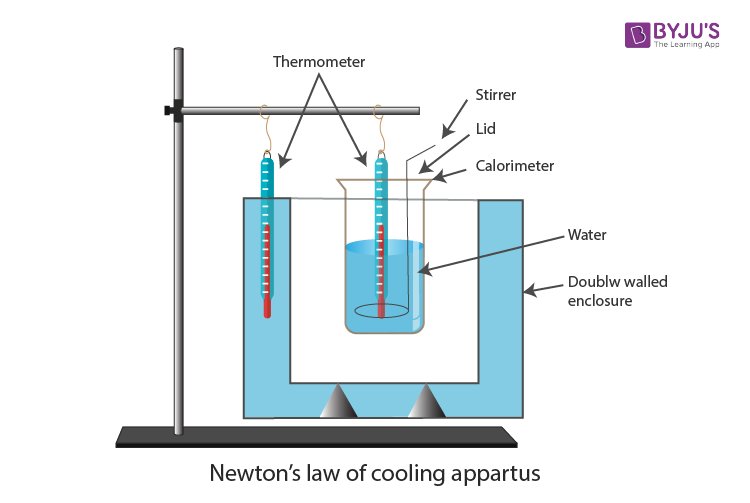 BYJU'S
The Learning App
Thermometer
Stirrer
Lid
Calorimeter
Water
Doublw walled
enclosure
Newton's law of cooling appartus